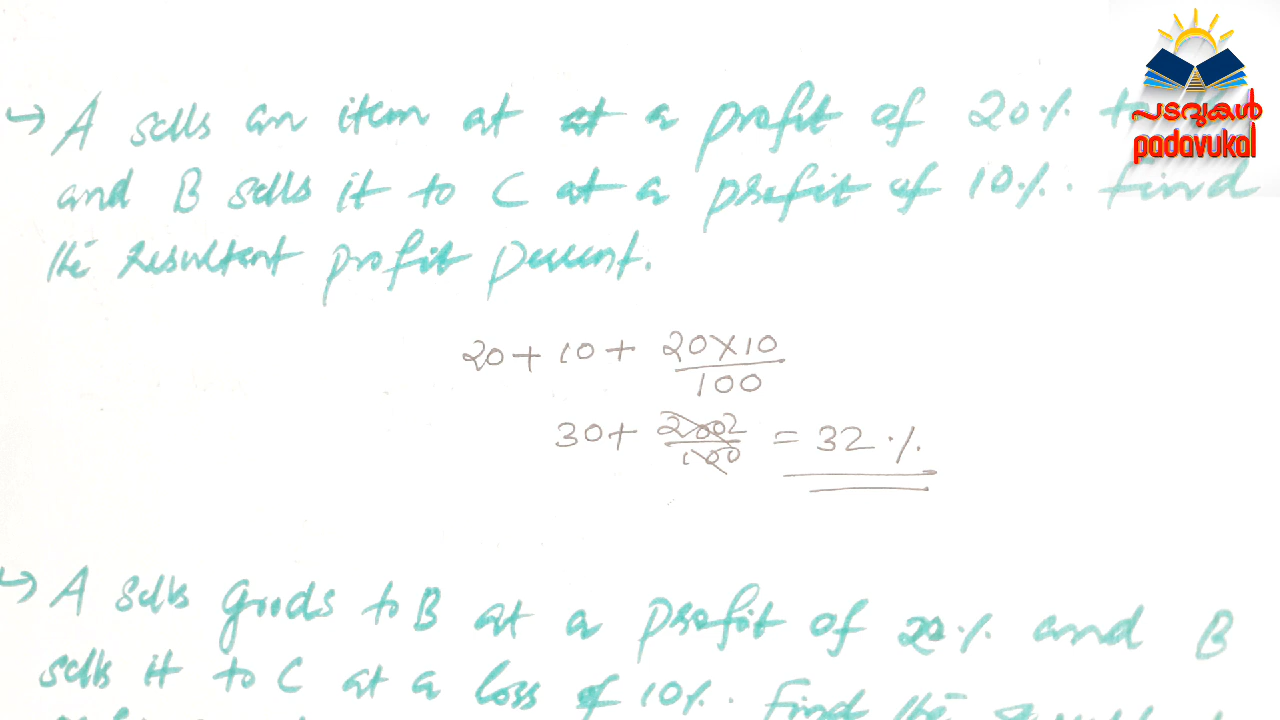 പടവുകൾ
padavukal
→ A sells an item at at a profit of 20% to
and B sells it to C at a profit of 10%. Find
the resultant profit percent.
20 + 10 + 20×10/100
30 + 200/100 2 = 32%
→ A sells goods to B at a profit of 20% and B
sells it to C at a loss of 10%. Find the